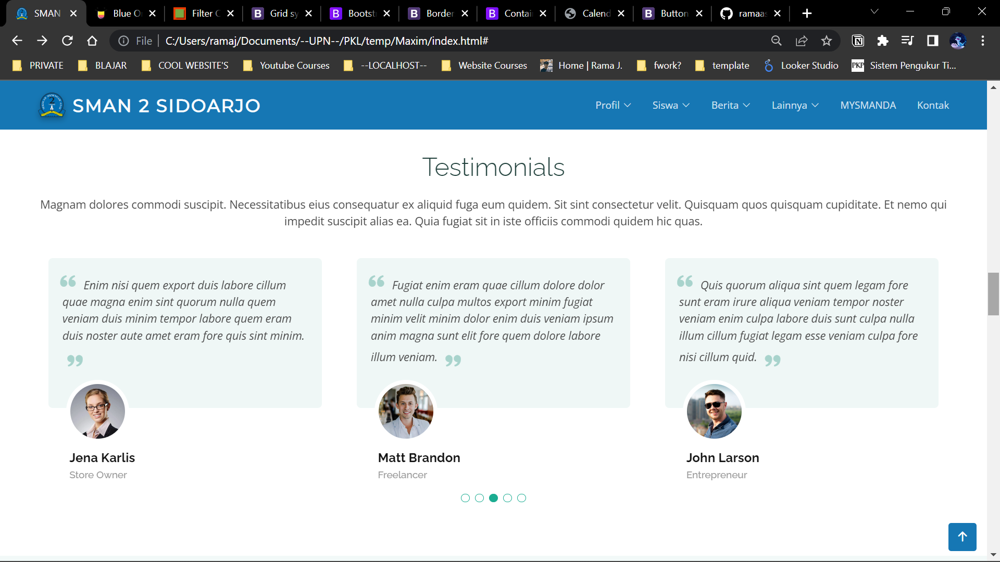 SMAN
Blue O
Filter C
Grid sy
Bootst
Border
Contai
Calend
Button
ramaas
File
C:/Users/ramaj/Documents/--UPN--/PKL/temp/Maxim/index.html#
PRIVATE
BLAJAR
COOL WEBSITE'S
Youtube Courses
--LOCALHOST--
Website Courses
Home | Rama J.
fwork?
template
Looker Studio
PKP
Sistem Pengukur Ti...
SMAN 2 SIDOARJO
Profil
Siswa
Berita
Lainnya
MYSMANDA
Kontak
Testimonials
Magnam dolores commodi suscipit. Necessitatibus eius consequatur ex aliquid fuga eum quidem. Sit sint consectetur velit. Quisquam quos quisquam cupiditate. Et nemo qui
impedit suscipit alias ea. Quia fugiat sit in iste officiis commodi quidem hic quas.
“ Enim nisi quem export duis labore cillum
quae magna enim sint quorum nulla quem
veniam duis minim tempor labore quem eram
duis noster aute amet eram fore quis sint minim.
”
Jena Karlis
Store Owner
“ Fugiat enim eram quae cillum dolore dolor
amet nulla culpa multos export minim fugiat
minim velit minim dolor enim duis veniam ipsum
anim magna sunt elit fore quem dolore labore
illum veniam. ”
Matt Brandon
Freelancer
“ Quis quorum aliqua sint quem legam fore
sunt eram irure aliqua veniam tempor noster
veniam enim culpa labore duis sunt culpa nulla
illum cillum fugiat legam esse veniam culpa fore
nisi cillum quid. ”
John Larson
Entrepreneur